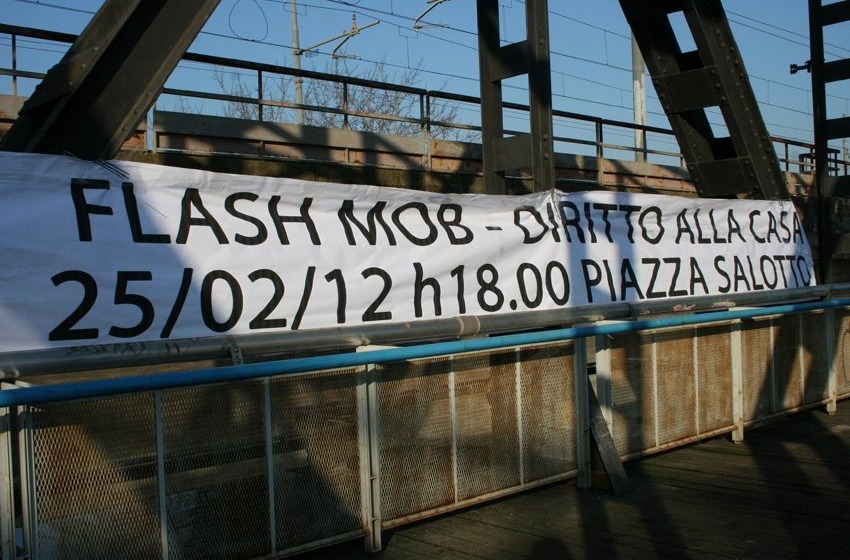 FLASH MOB - DIRITTO ALLA CASA
25/02/12 h18.00 PIAZZA SALOTTO